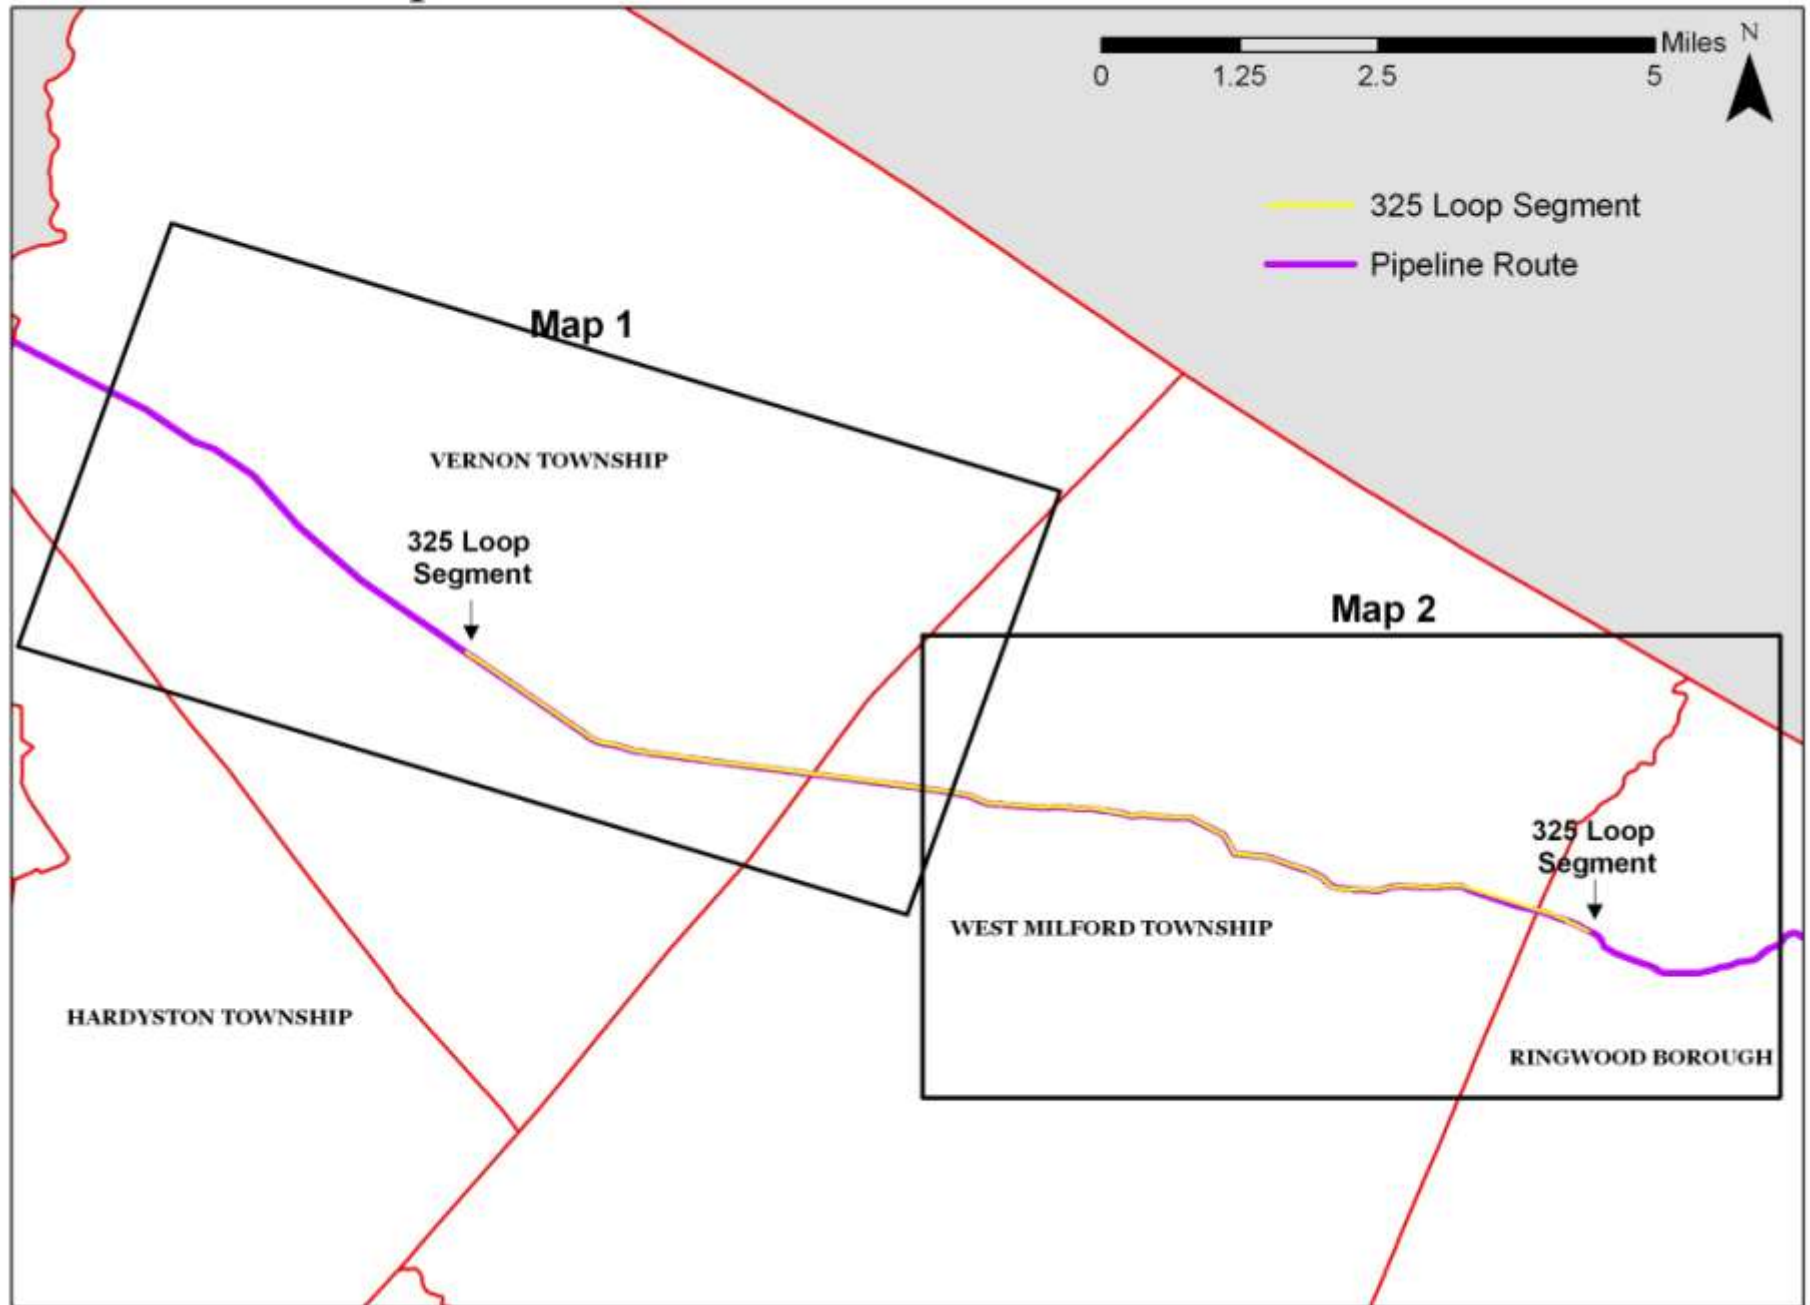 Miles N
0 1.25 2.5 5
325 Loop Segment
Pipeline Route
Map 1
VERNON TOWNSHIP
325 Loop
Segment
Map 2
325 Loop
Segment
WEST MILFORD TOWNSHIP
HARDYSTON TOWNSHIP
RINGWOOD BOROUGH